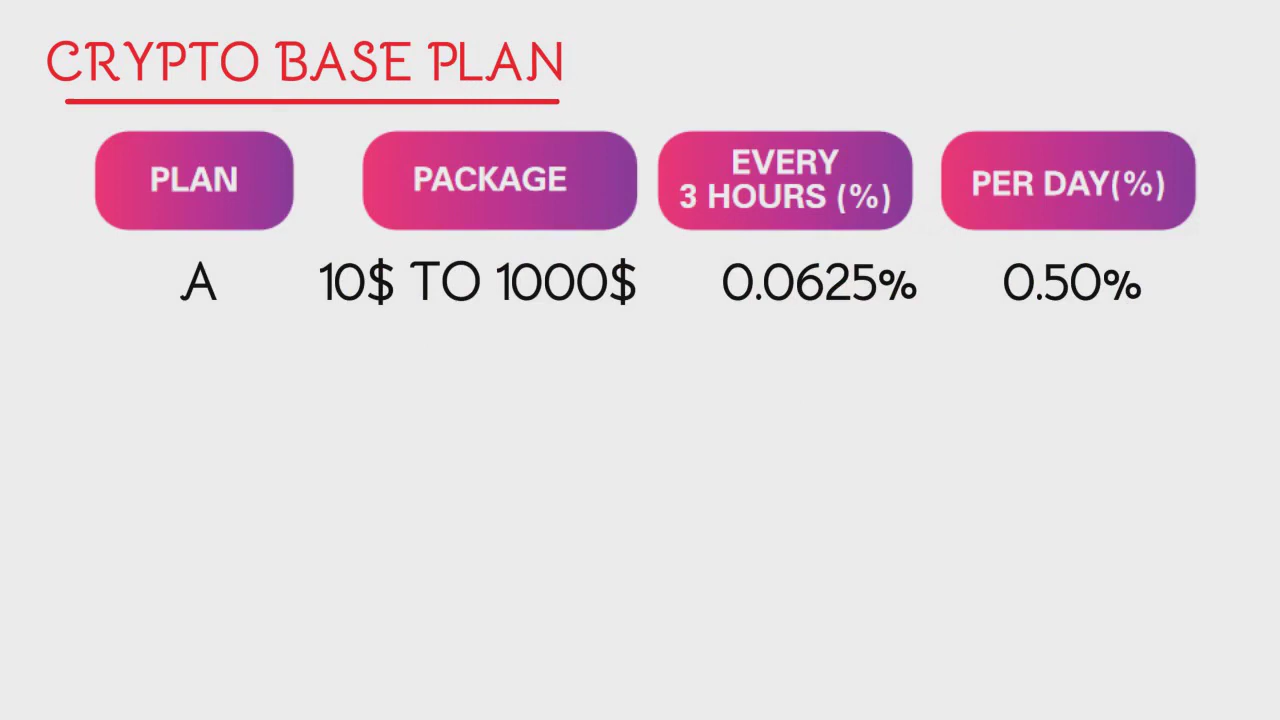 CRYPTO BASE PLAN
PLAN PACKAGE EVERY 3 HOURS (%) PER DAY(%)
A 10$ TO 1000$ 0.0625% 0.50%